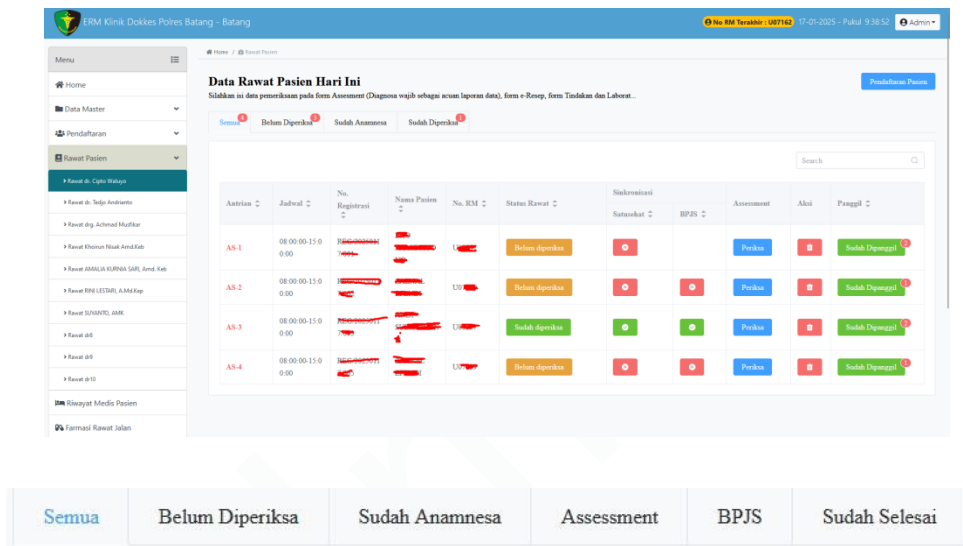 ERM Klinik Dokkes Polres Batang - Batang
No RM Terakhir : U07162 17-01-2025 - Pukul 9:38:52 Admin
Menu
Home
Data Master
Pendaftaran
Rawat Pasien
Rawat dr. Cipto Waluyo
Rawat dr. Tedjo Andrianto
Rawat drg. Achmad Muzfikar
Rawat Khoirun Nisak Amd.Keb
Rawat AMALIA KURNIA SARI, Amd. Keb
Rawat RINI LESTARI, A.Md.Kep
Rawat SUYANTO, AMK
Rawat dr8
Rawat dr9
Rawat dr10
Riwayat Medis Pasien
Farmasi Rawat Jalan
Home / Rawat Pasien
Data Rawat Pasien Hari Ini
Pendaftaran Pasien
Silahkan isi data pemeriksaan pada form Assesment (Diagnosa wajib sebagai acuan laporan data), form e-Resep, form Tindakan dan Laborat...
Semua 4 Belum Diperiksa 3 Sudah Anamnesa Sudah Diperiksa 1
Search
Antrian Jadwal No. Registrasi Nama Pasien No. RM Status Rawat Sinkronisasi Satusehat BPJS Assessment Aksi Panggil
AS-1 08:00:00-15:00:00 Belum diperiksa Periksa Sudah Dipanggil 2
AS-2 08:00:00-15:00:00 Belum diperiksa Periksa Sudah Dipanggil 1
AS-3 08:00:00-15:00:00 Sudah diperiksa Periksa Sudah Dipanggil 2
AS-4 08:00:00-15:00:00 Belum diperiksa Periksa Sudah Dipanggil 1
Semua Belum Diperiksa Sudah Anamnesa Assessment BPJS Sudah Selesai